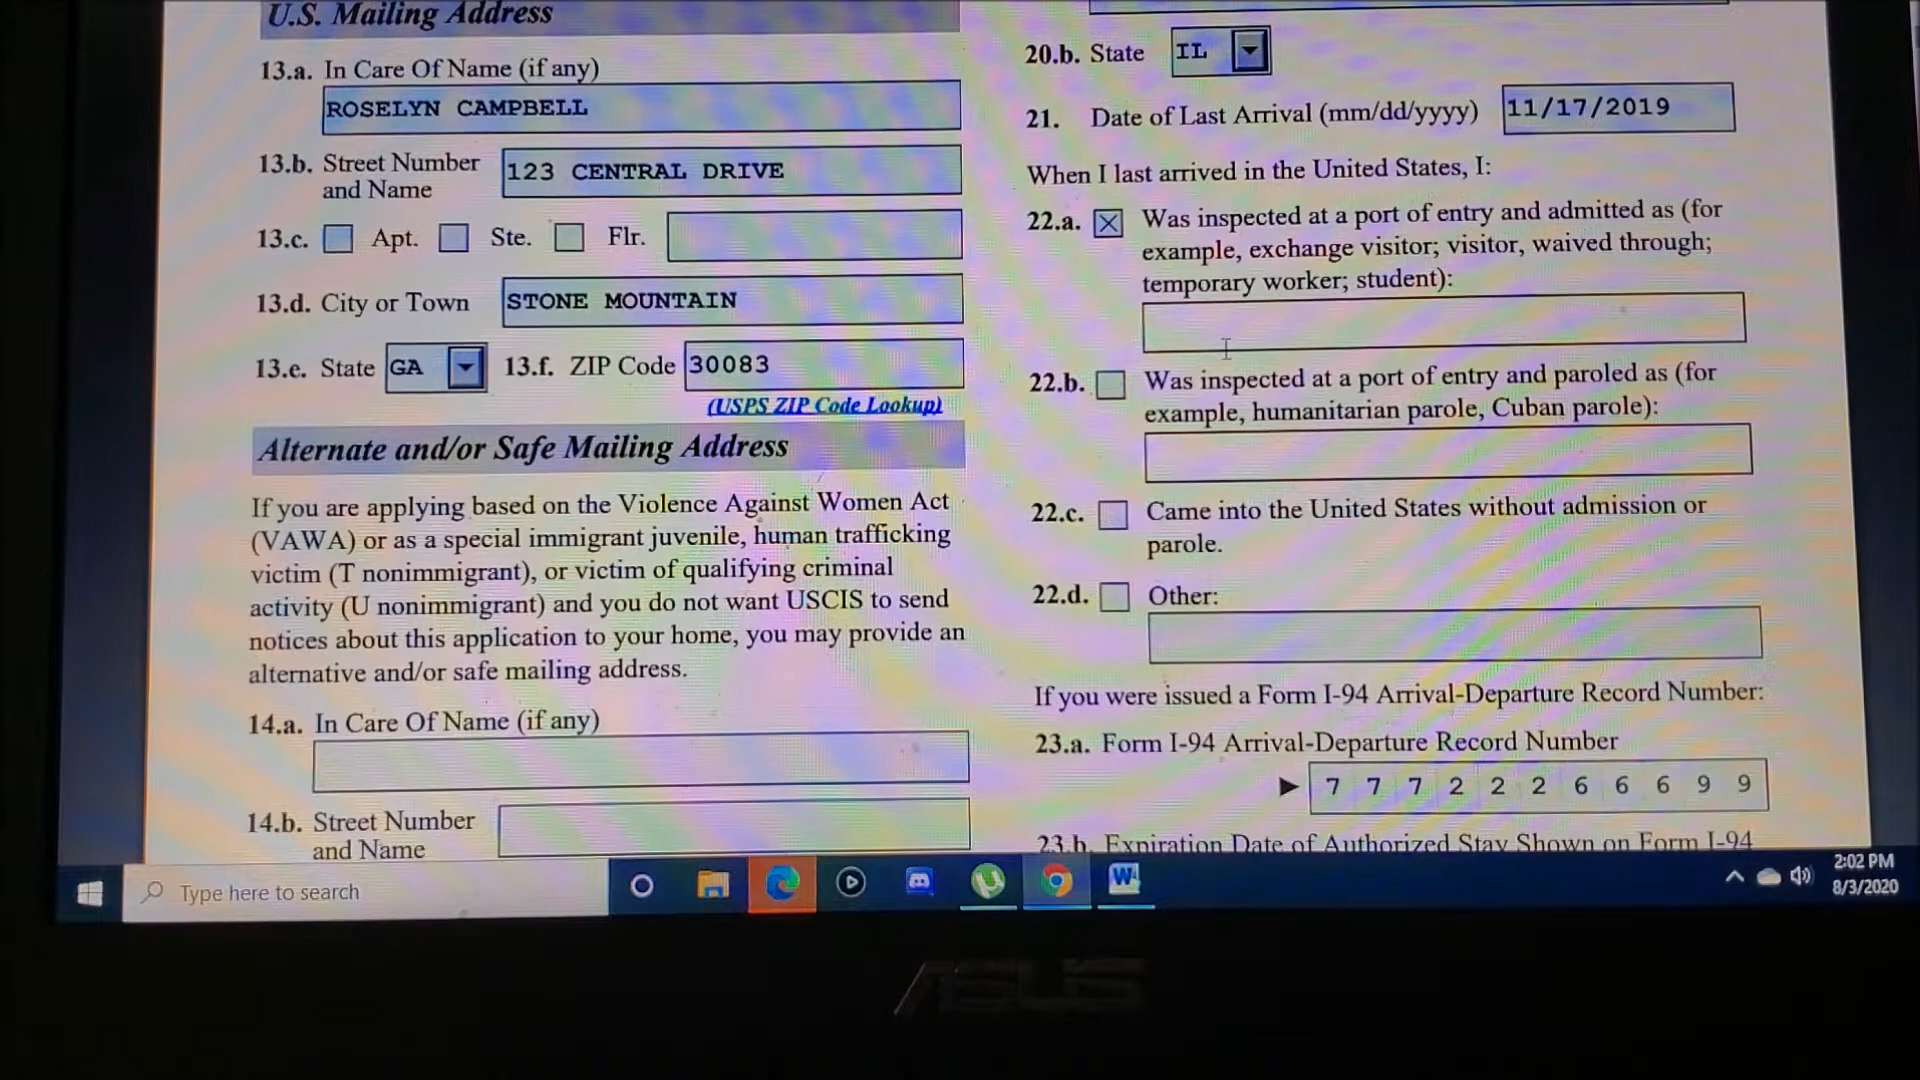 U.S. Mailing Address
13.a. In Care Of Name (if any)
ROSELYN CAMPBELL
13.b. Street Number and Name
123 CENTRAL DRIVE
13.c. Apt. Ste. Flr.
13.d. City or Town STONE MOUNTAIN
13.e. State GA 13.f. ZIP Code 30083
(USPS ZIP Code Lookup)
Alternate and/or Safe Mailing Address
If you are applying based on the Violence Against Women Act
(VAWA) or as a special immigrant juvenile, human trafficking
victim (T nonimmigrant), or victim of qualifying criminal
activity (U nonimmigrant) and you do not want USCIS to send
notices about this application to your home, you may provide an
alternative and/or safe mailing address.
14.a. In Care Of Name (if any)
14.b. Street Number
and Name
20.b. State IL
21. Date of Last Arrival (mm/dd/yyyy) 11/17/2019
When I last arrived in the United States, I:
22.a. Was inspected at a port of entry and admitted as (for
example, exchange visitor; visitor, waived through;
temporary worker; student):
22.b. Was inspected at a port of entry and paroled as (for
example, humanitarian parole, Cuban parole):
22.c. Came into the United States without admission or
parole.
22.d. Other:
If you were issued a Form I-94 Arrival-Departure Record Number:
23.a. Form I-94 Arrival-Departure Record Number
7 7 7 2 2 2 6 6 6 9 9
23.b. Expiration Date of Authorized Stay Shown on Form I-94
Type here to search
2:02 PM
8/3/2020
ASUS